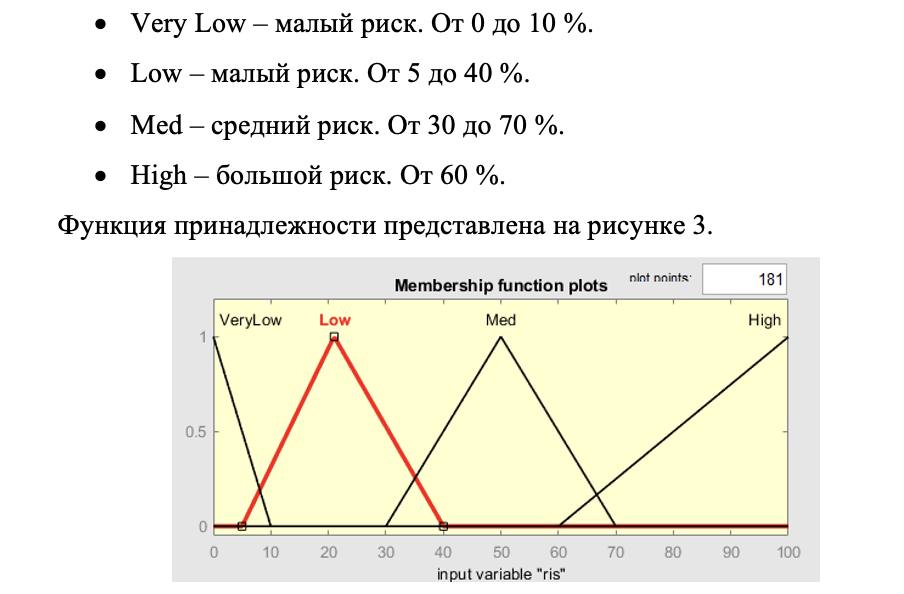 • Very Low – малый риск. От 0 до 10 %.
• Low – малый риск. От 5 до 40 %.
• Med – средний риск. От 30 до 70 %.
• High – большой риск. От 60 %.
Функция принадлежности представлена на рисунке 3.
Membership function plots plot points: 181
VeryLow Low Med High
1
0.5
0
0 10 20 30 40 50 60 70 80 90 100
input variable "ris"